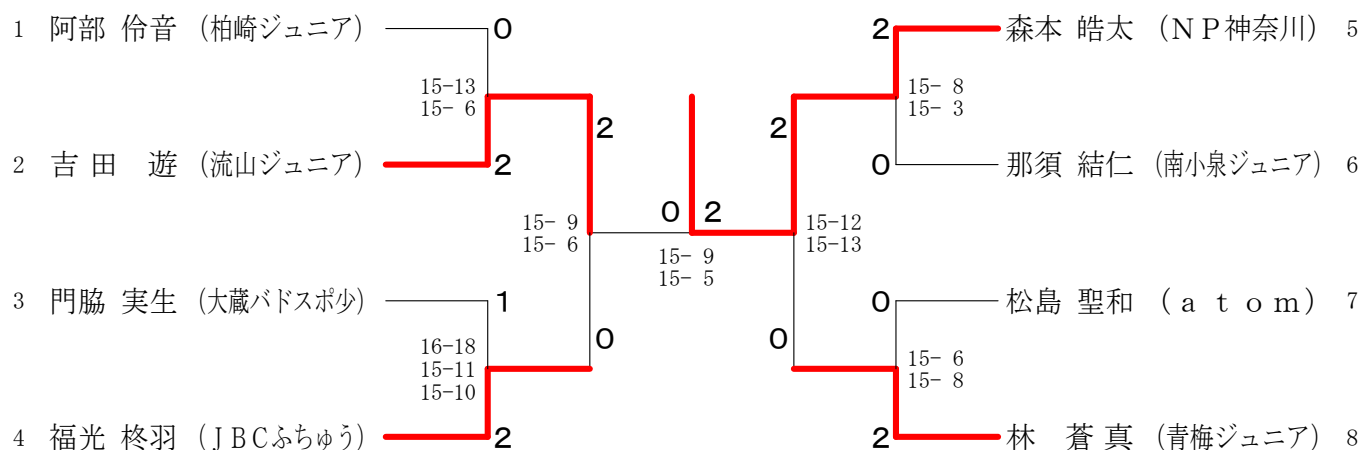 1 阿部 伶音 (柏崎ジュニア) 0
15-13
15- 6
2 吉田 遊 (流山ジュニア) 2
2
15- 9
15- 6
3 門脇 実生 (大蔵バドスポ少) 1
16-18
15-11
15-10
0
4 福光 柊羽 (JBCふちゅう) 2
0 2
15- 9
15- 5
2 森本 皓太 (NP神奈川) 5
15- 8
15- 3
0 那須 結仁 (南小泉ジュニア) 6
2
15-12
15-13
0 松島 聖和 (atom) 7
15- 6
15- 8
0
2 林 蒼真 (青梅ジュニア) 8